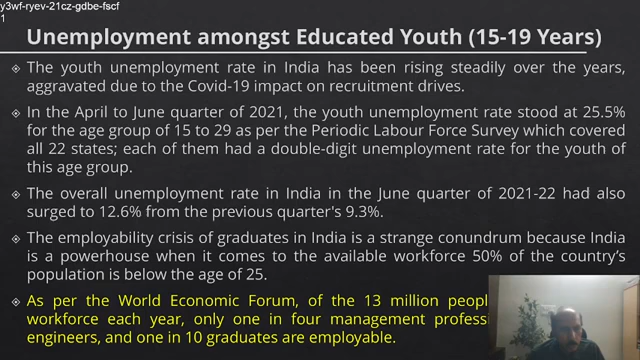 y3wf-ryev-21cz-gdbe-fscf
1
Unemployment amongst Educated Youth (15-19 Years)
The youth unemployment rate in India has been rising steadily over the years,
aggravated due to the Covid-19 impact on recruitment drives.
In the April to June quarter of 2021, the youth unemployment rate stood at 25.5%
for the age group of 15 to 29 as per the Periodic Labour Force Survey which covered
all 22 states; each of them had a double-digit unemployment rate for the youth of
this age group.
The overall unemployment rate in India in the June quarter of 2021-22 had also
surged to 12.6% from the previous quarter's 9.3%.
The employability crisis of graduates in India is a strange conundrum because India
is a powerhouse when it comes to the available workforce 50% of the country's
population is below the age of 25.
As per the World Economic Forum, of the 13 million
workforce each year, only one in four management
engineers, and one in 10 graduates are employable.